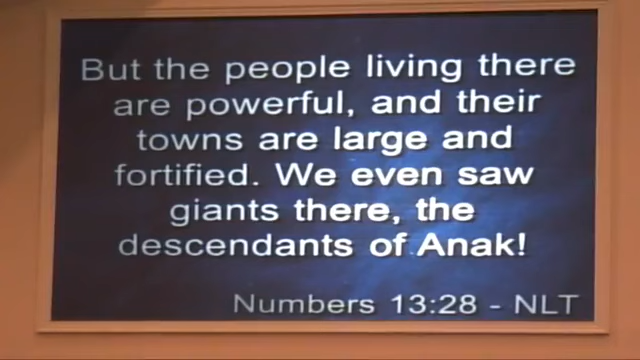 But the people living there
are powerful, and their
towns are large and
fortified. We even saw
giants there, the
descendants of Anak!
Numbers 13:28 - NLT